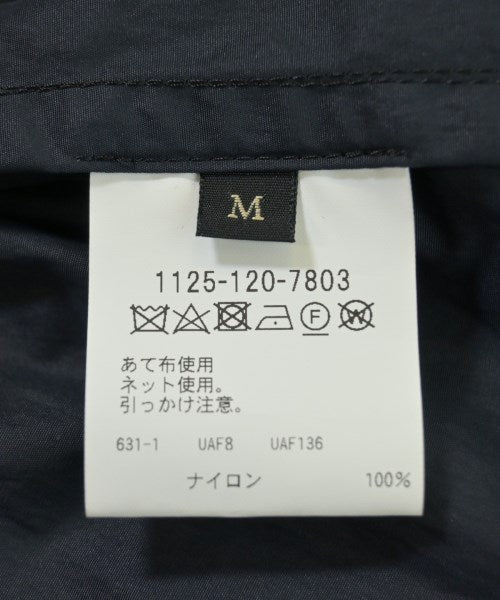 M
1125-120-7803
F W
あて布使用
ネット使用。
引っかけ注意。
631-1 UAF8 UAF136
ナイロン 100%